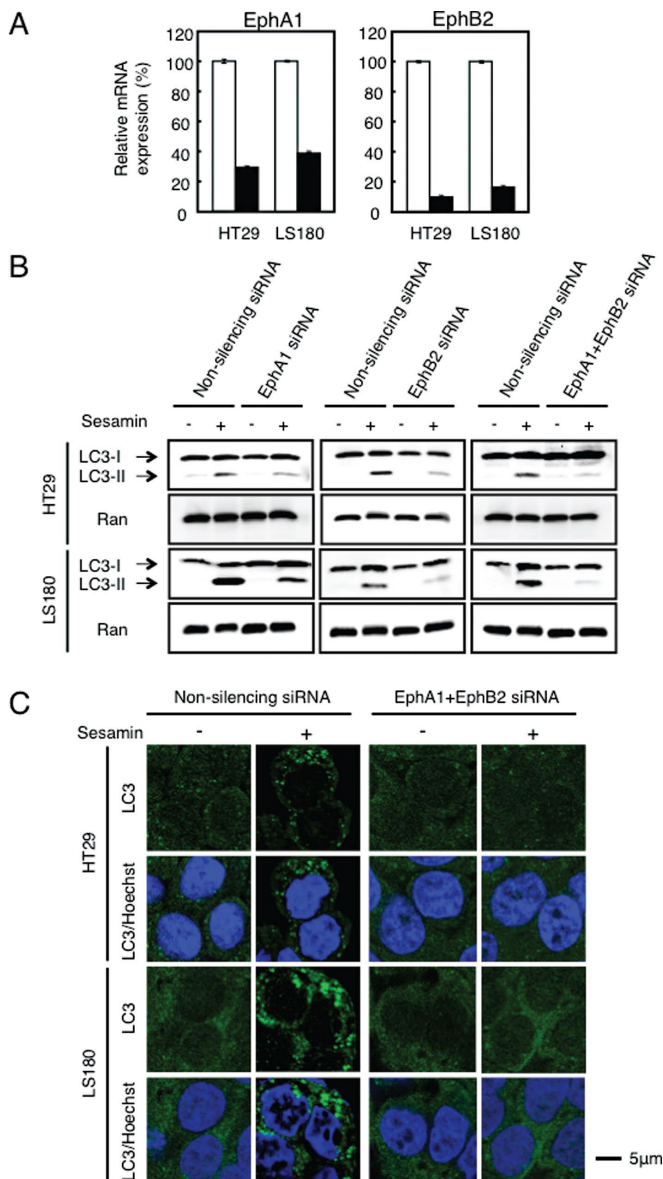 A
EphA1
EphB2
Relative mRNA
expression (%)
120
100
80
60
40
20
0
120
100
80
60
40
20
0
HT29 LS180
HT29 LS180
B
Non-silencing siRNA
EphA1 siRNA
Non-silencing siRNA
EphB2 siRNA
Non-silencing siRNA
EphA1+EphB2 siRNA
Sesamin - + - + - + - + - + - +
HT29
LC3-I
LC3-II
Ran
LS180
LC3-I
LC3-II
Ran
C
Non-silencing siRNA EphA1+EphB2 siRNA
Sesamin - + - +
HT29
LC3
LC3/Hoechst
LS180
LC3
LC3/Hoechst
5μm